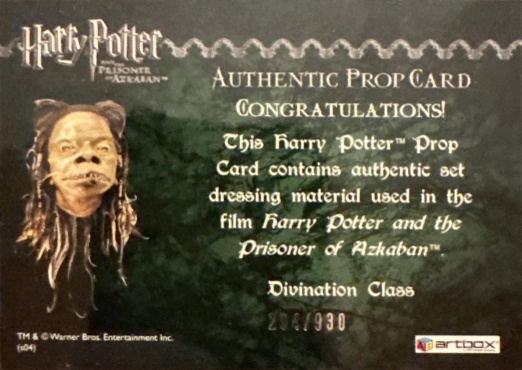 Harry Potter
AND THE
PRISONER
OF AZKABAN™
AUTHENTIC PROP CARD
CONGRATULATIONS!
This Harry Potter™ Prop
Card contains authentic set
dressing material used in the
film Harry Potter and the
Prisoner of Azkaban™.
Divination Class
294/930
TM & © Warner Bros. Entertainment Inc.
(s04)
artbox